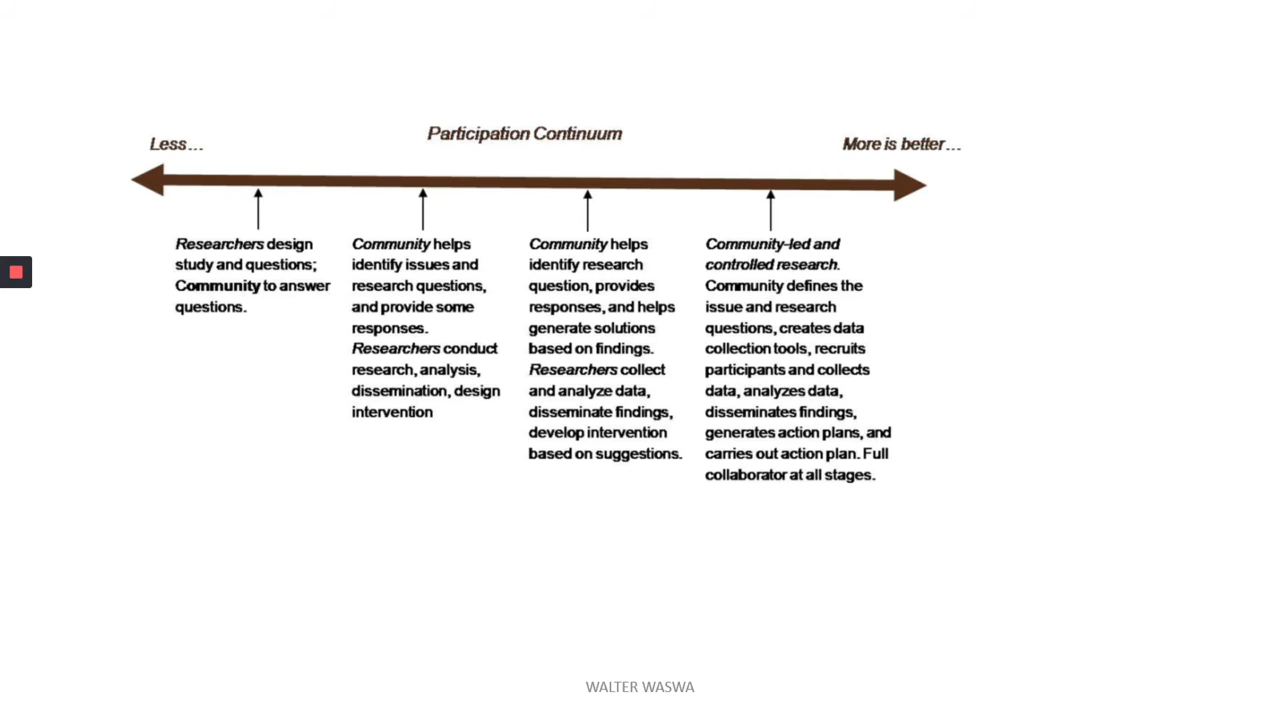 Participation Continuum
Less...
More is better...
Researchers design
study and questions;
Community to answer
questions.
Community helps
identify issues and
research questions,
and provide some
responses.
Researchers conduct
research, analysis,
dissemination, design
intervention
Community helps
identify research
question, provides
responses, and helps
generate solutions
based on findings.
Researchers collect
and analyze data,
disseminate findings,
develop intervention
based on suggestions.
Community-led and
controlled research.
Community defines the
issue and research
questions, creates data
collection tools, recruits
participants and collects
data, analyzes data,
disseminates findings,
generates action plans, and
carries out action plan. Full
collaborator at all stages.
WALTER WASWA